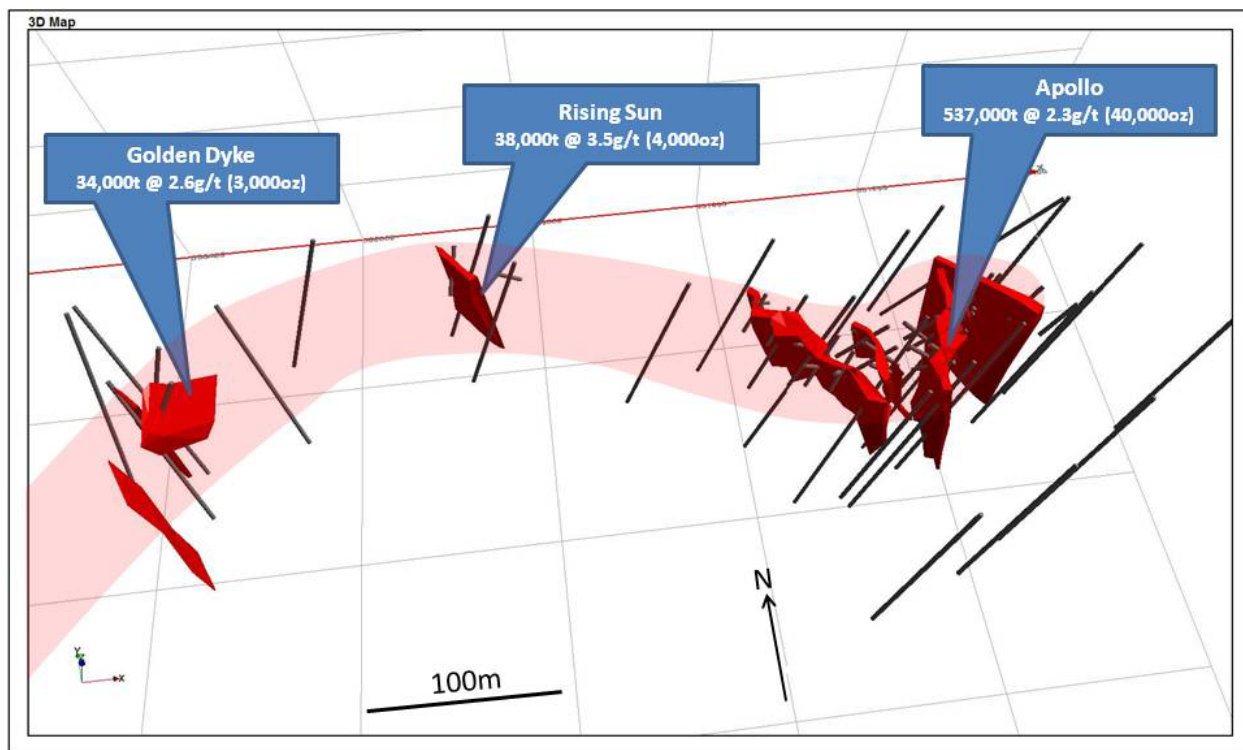 3D Map
Golden Dyke
34,000t @ 2.6g/t (3,000oz)
Rising Sun
38,000t @ 3.5g/t (4,000oz)
Apollo
537,000t @ 2.3g/t (40,000oz)
N
100m
Y
X